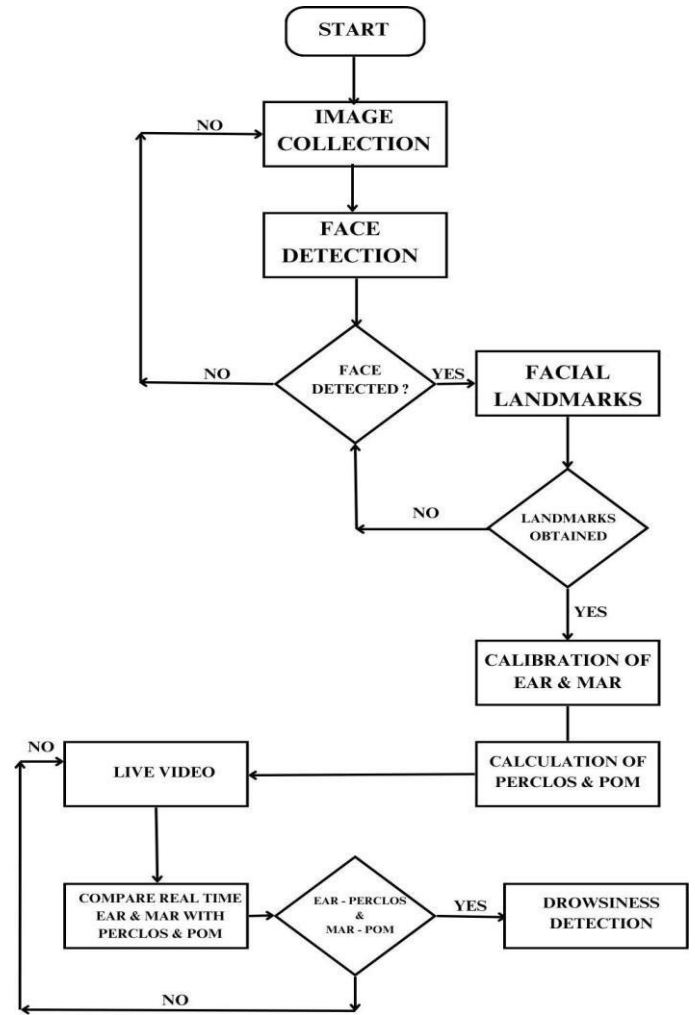 START
IMAGE
COLLECTION
NO
FACE
DETECTION
FACE
DETECTED ?
NO
YES
FACIAL
LANDMARKS
LANDMARKS
OBTAINED
NO
YES
CALIBRATION OF
EAR & MAR
CALCULATION OF
PERCLOS & POM
NO
LIVE VIDEO
COMPARE REAL TIME
EAR & MAR WITH
PERCLOS & POM
EAR - PERCLOS
&
MAR - POM
YES
DROWSINESS
DETECTION
NO